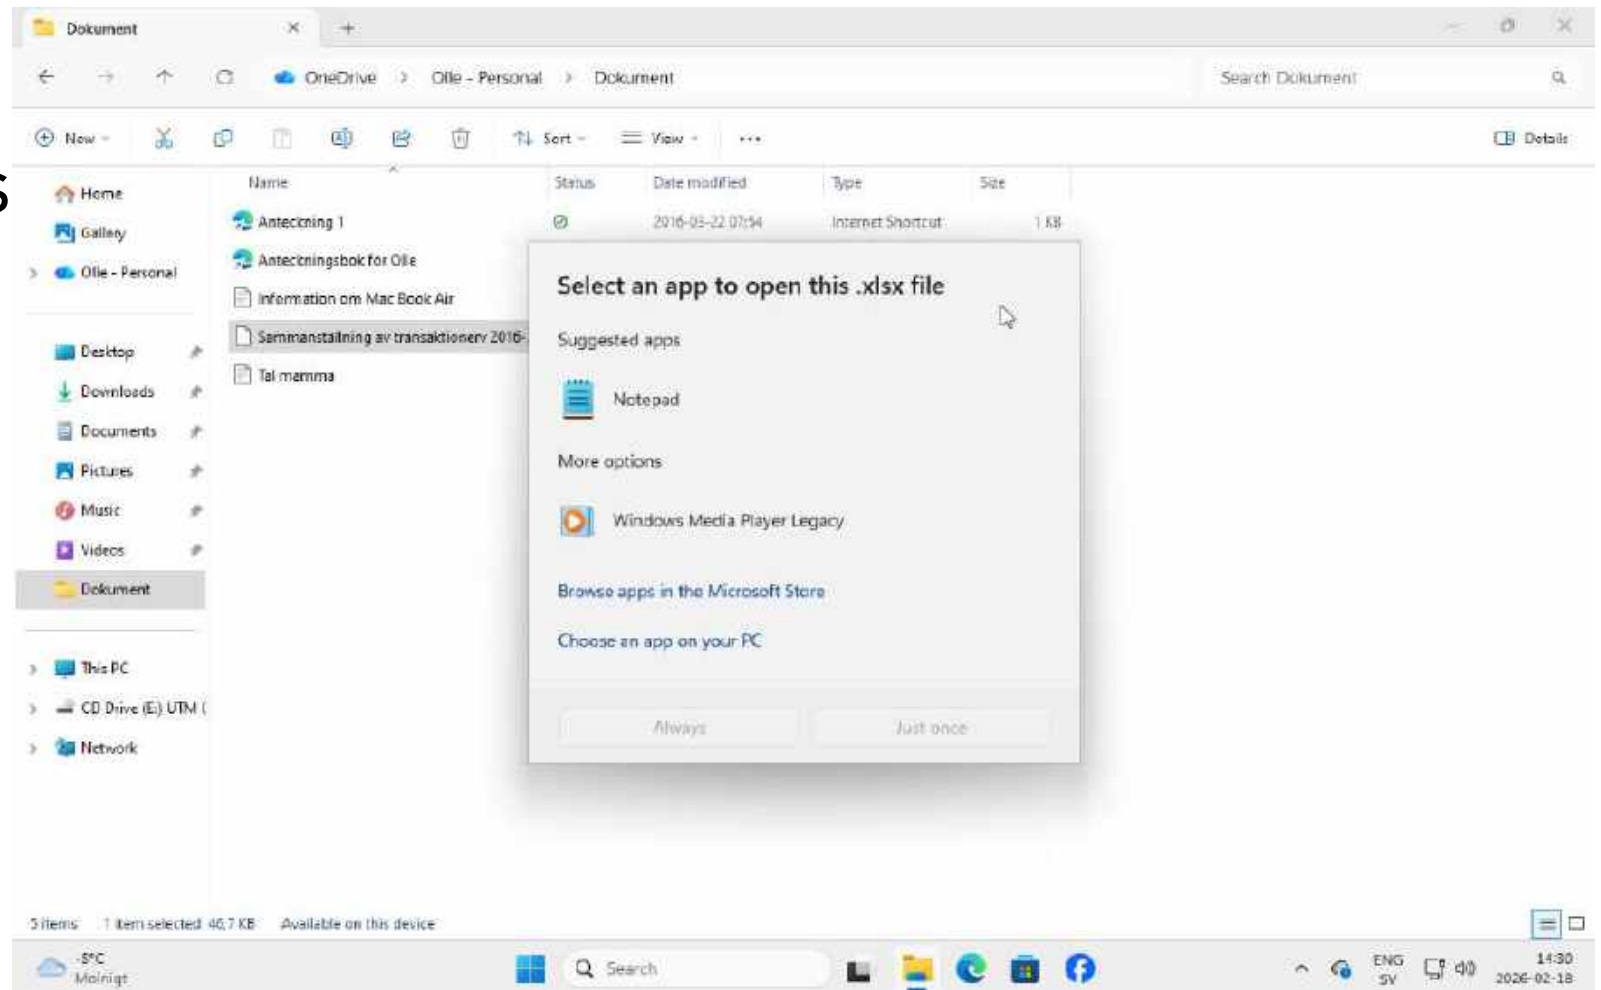 Dokument
OneDrive > Olle - Personal > Dokument
Search Dokument
New
Sort
View
Details
s
Home
Gallery
Olle - Personal
Desktop
Downloads
Documents
Pictures
Music
Videos
Dokument
This PC
CD Drive (E:) UTM (
Network
Name Status Date modified Type Size
Anteckning 1 2016-03-22 07:54 Internet Shortcut 1 KB
Anteckningsbok för Olle
Information om Mac Book Air
Sammanställning av transaktionerv 2016-
Tal mamma
Select an app to open this .xlsx file
Suggested apps
Notepad
More options
Windows Media Player Legacy
Browse apps in the Microsoft Store
Choose an app on your PC
Always
Just once
5 items 1 item selected 46,7 KB Available on this device
-8°C
Molnigt
Search
ENG
SV
14:30
2026-02-18